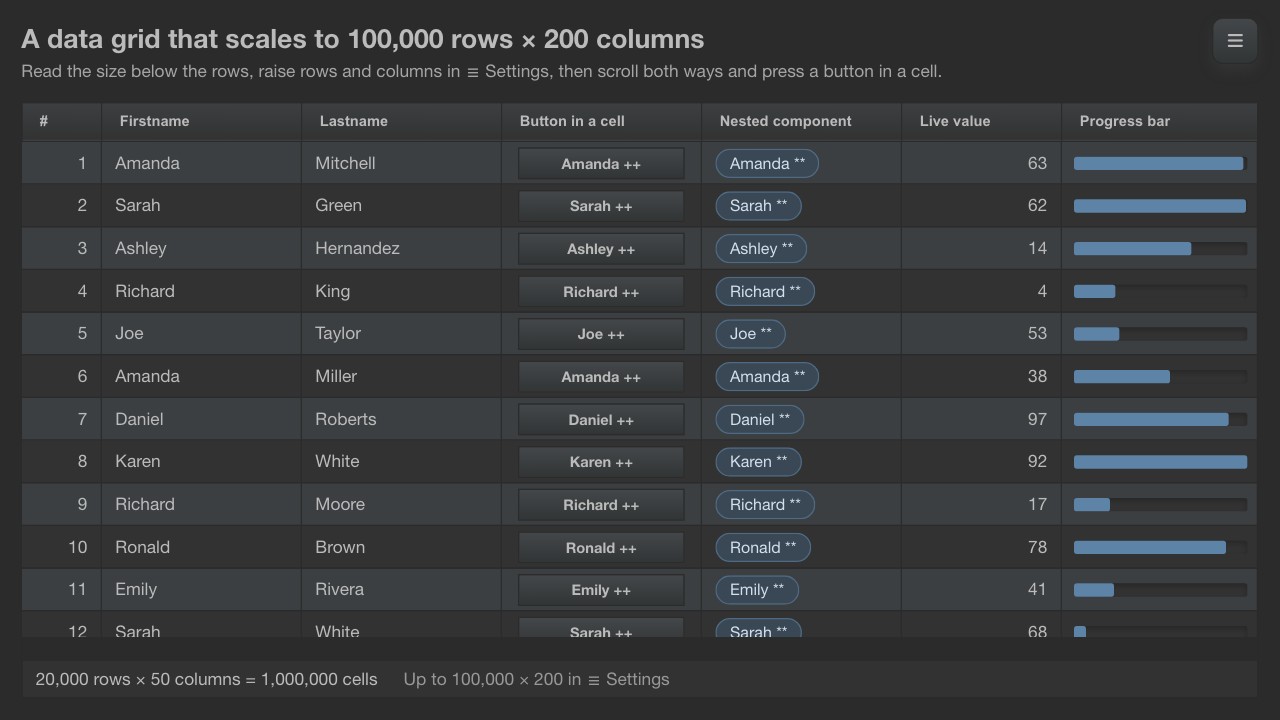 A data grid that scales to 100,000 rows × 200 columns
Read the size below the rows, raise rows and columns in ≡ Settings, then scroll both ways and press a button in a cell.
# Firstname Lastname Button in a cell Nested component Live value Progress bar
1 Amanda Mitchell Amanda ++ Amanda ** 63
2 Sarah Green Sarah ++ Sarah ** 62
3 Ashley Hernandez Ashley ++ Ashley ** 14
4 Richard King Richard ++ Richard ** 4
5 Joe Taylor Joe ++ Joe ** 53
6 Amanda Miller Amanda ++ Amanda ** 38
7 Daniel Roberts Daniel ++ Daniel ** 97
8 Karen White Karen ++ Karen ** 92
9 Richard Moore Richard ++ Richard ** 17
10 Ronald Brown Ronald ++ Ronald ** 78
11 Emily Rivera Emily ++ Emily ** 41
12 Sarah White Sarah ++ Sarah ** 68
20,000 rows × 50 columns = 1,000,000 cells Up to 100,000 × 200 in ≡ Settings